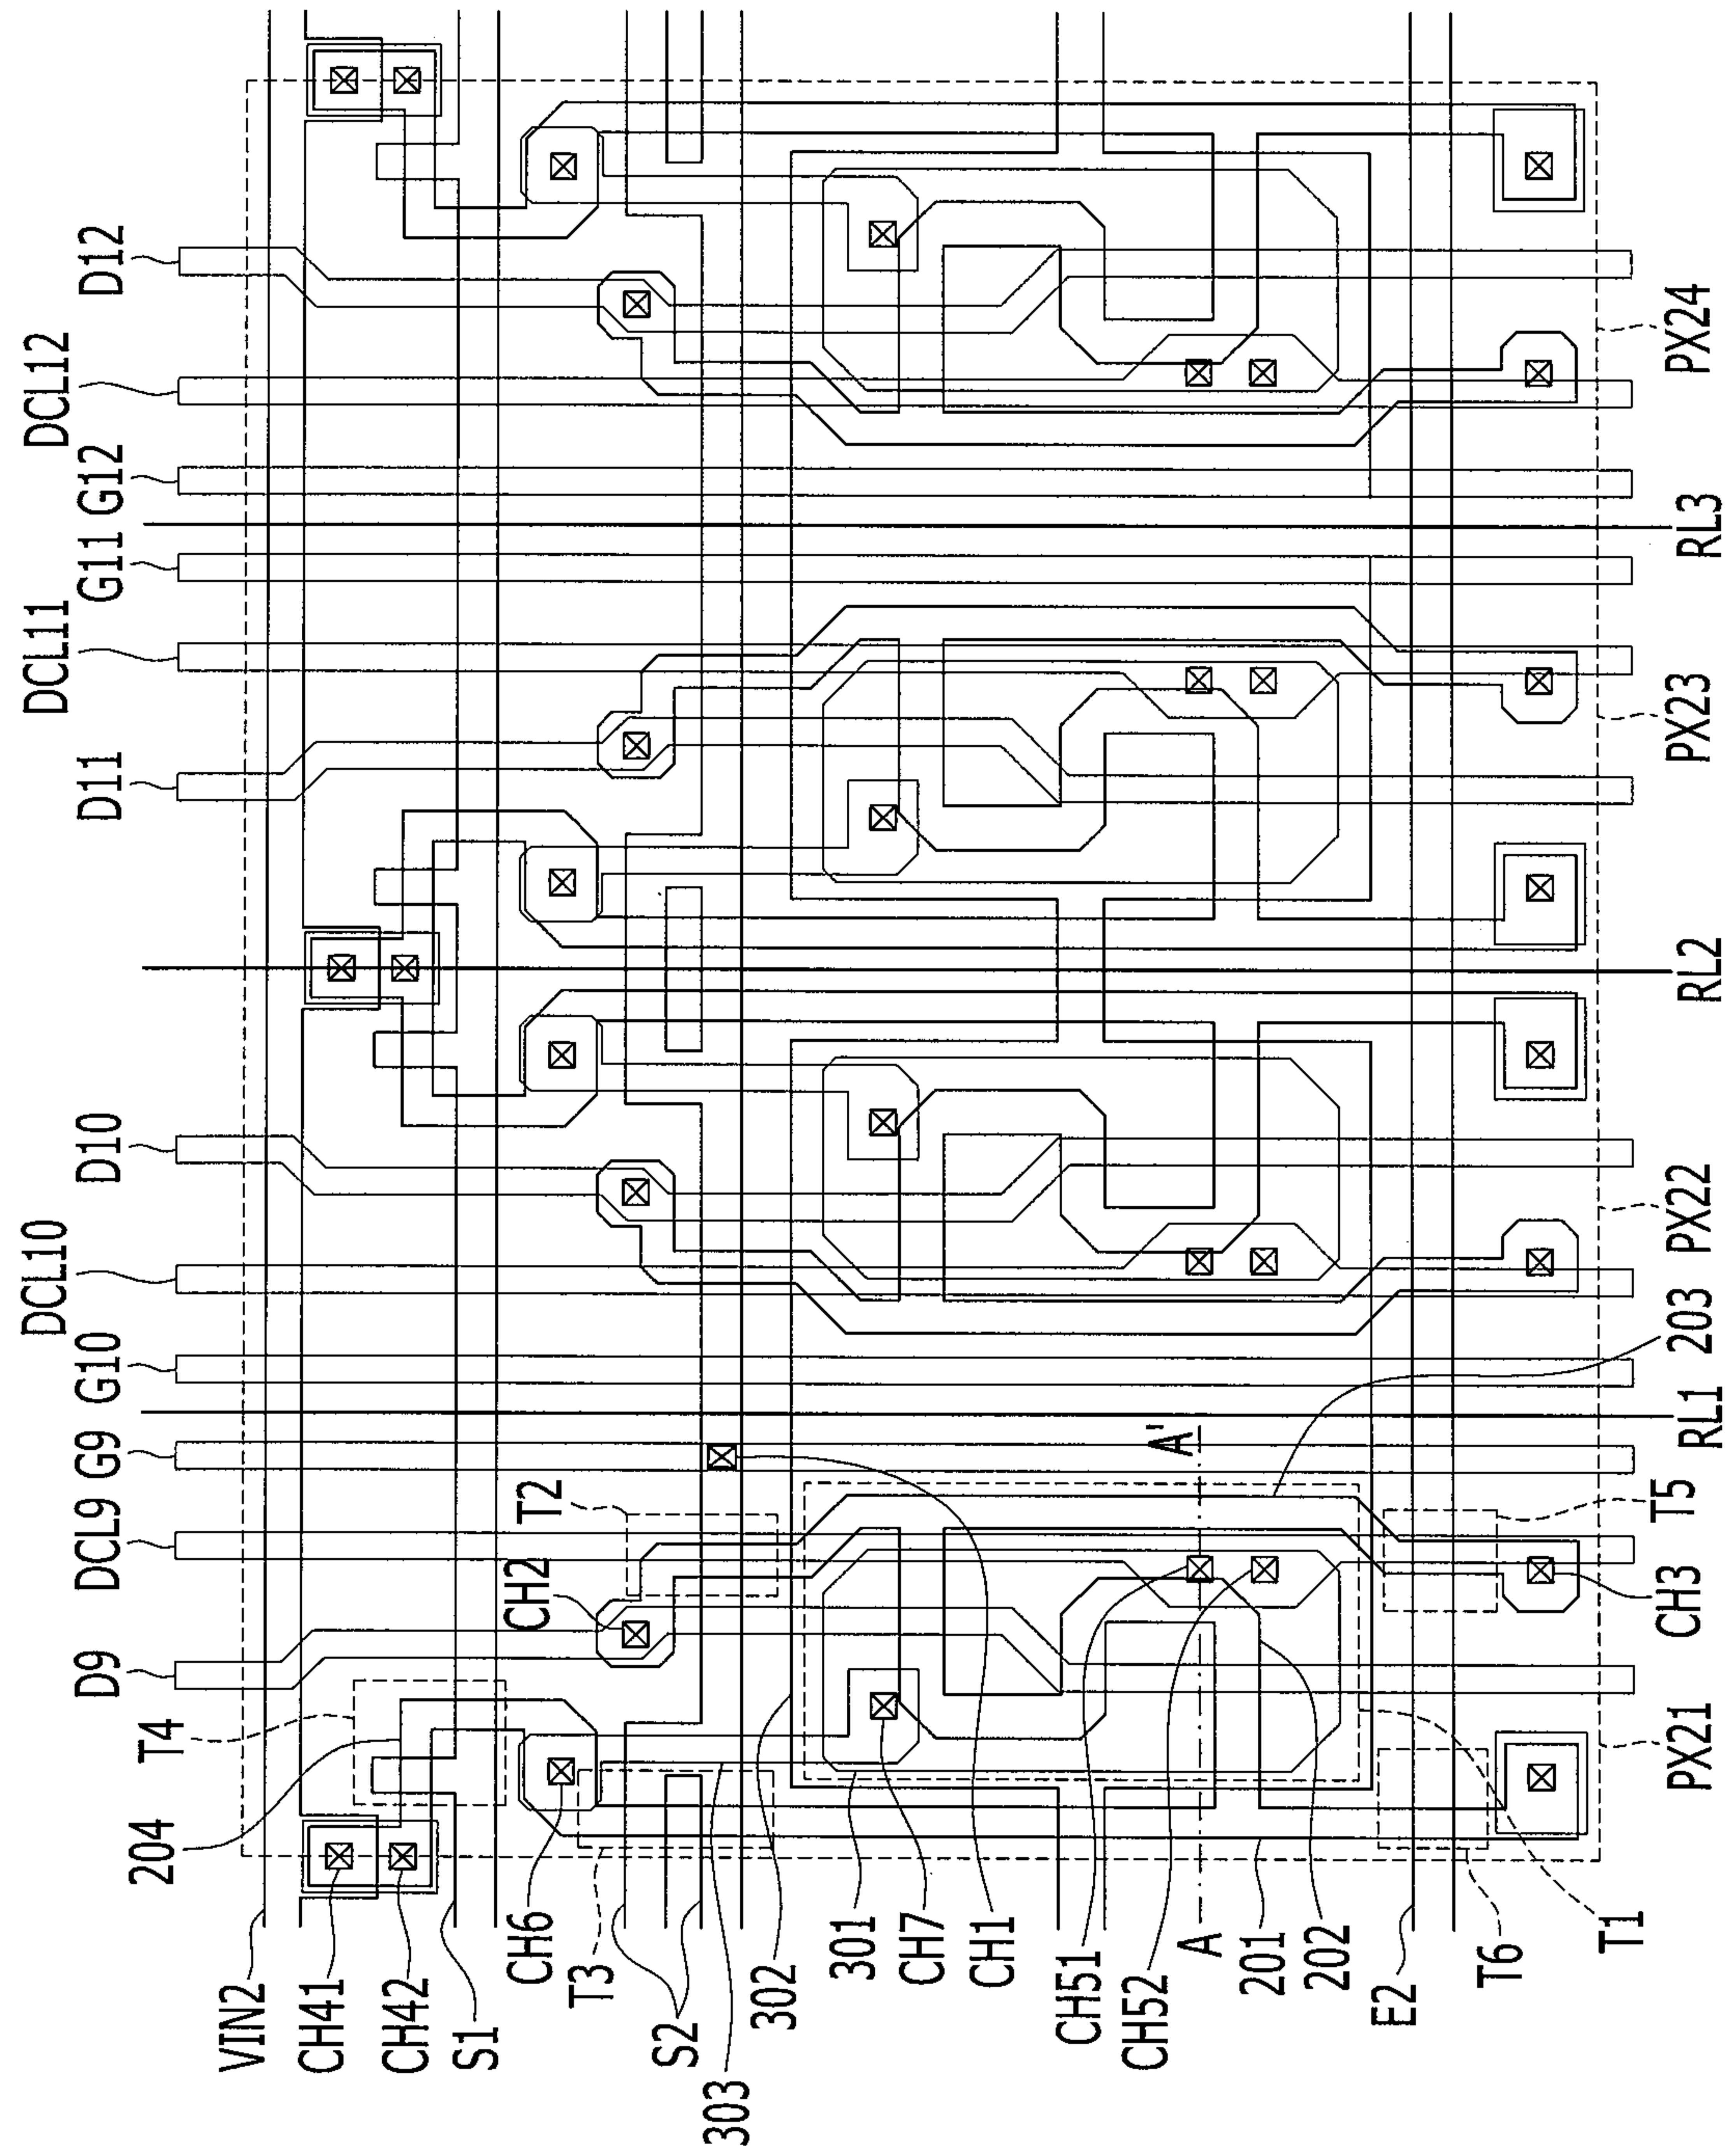 D9
DCL9
G9
G10
DCL10
D10
D11
DCL11
G11
G12
DCL12
D12
204
T4
CH2
T2
VIN2
CH41
CH42
S1
CH6
T3
S2
303
302
301
CH7
CH1
CH51
CH52
A
A'
201
202
E2
T6
T1
PX21
CH3
T5
RL1
203
PX22
RL2
PX23
RL3
PX24